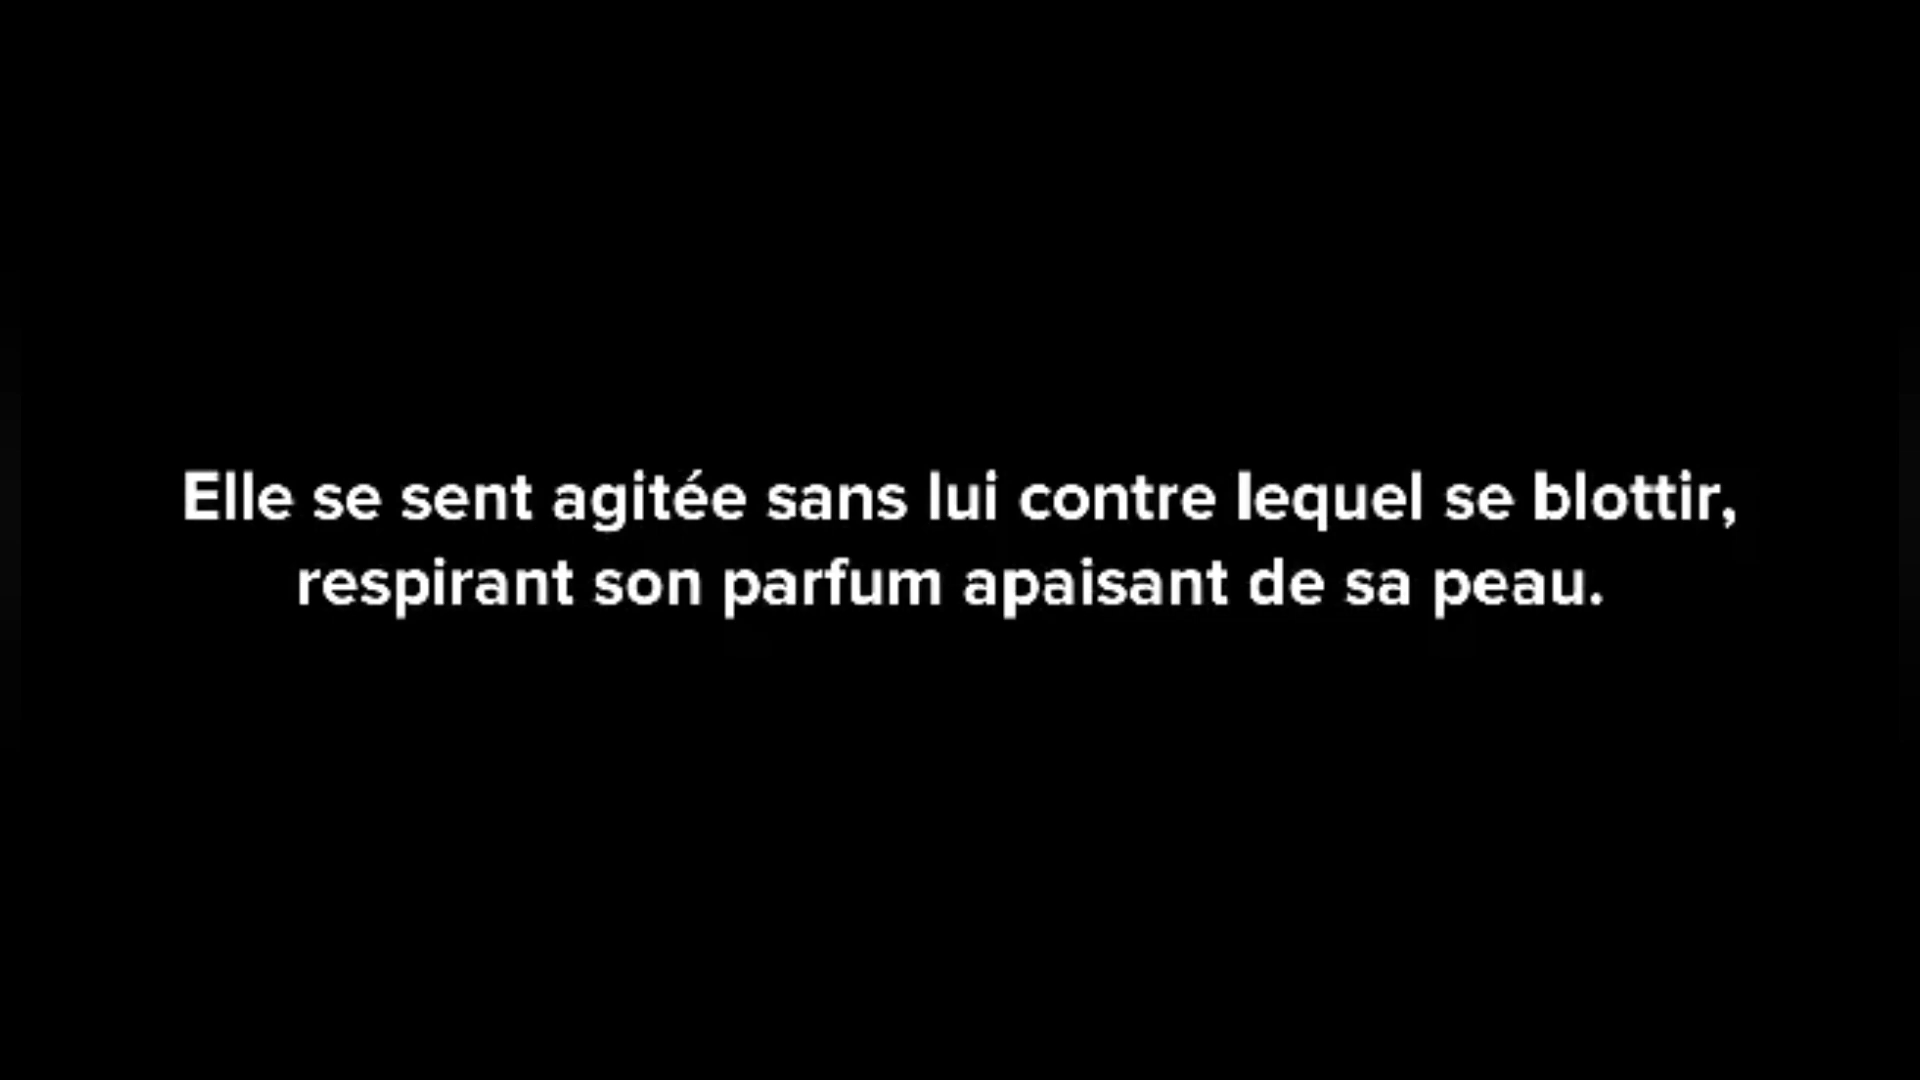 Elle se sent agitée sans lui contre lequel se blottir,
respirant son parfum apaisant de sa peau.